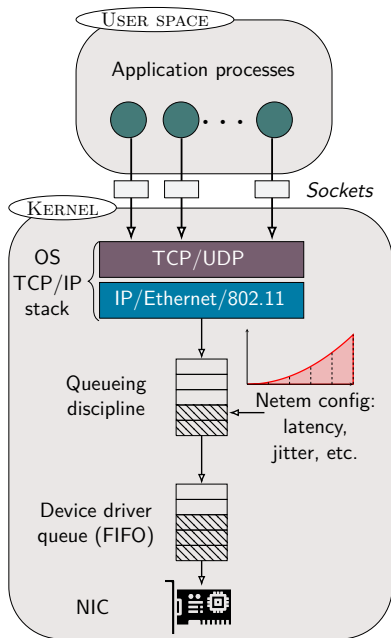 USER SPACE
Application processes
Sockets
KERNEL
OS
TCP/IP
stack
TCP/UDP
IP/Ethernet/802.11
Queueing
discipline
Netem config:
latency,
jitter, etc.
Device driver
queue (FIFO)
NIC